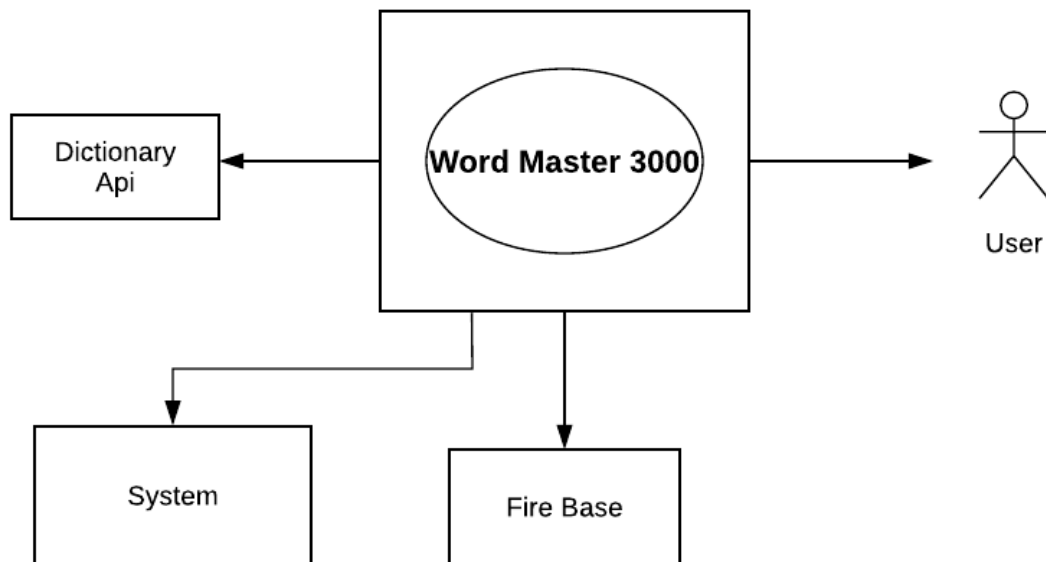 Dictionary
Api
Word Master 3000
User
System
Fire Base